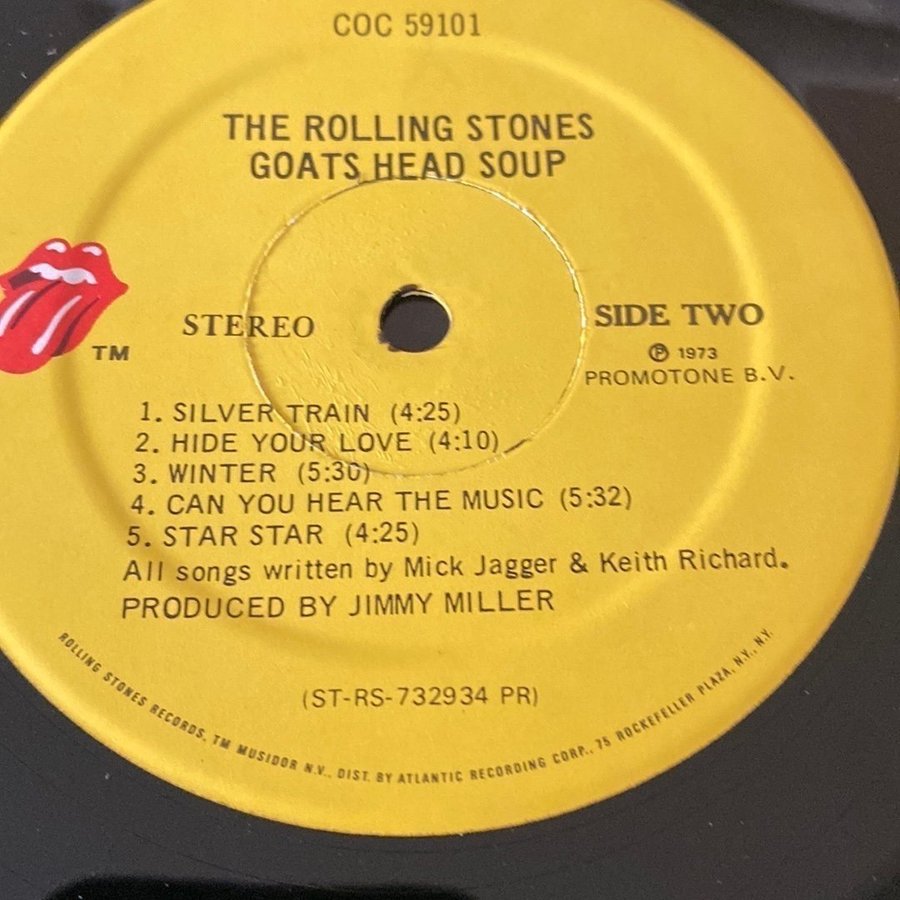 COC 59101
THE ROLLING STONES
GOATS HEAD SOUP
STEREO
SIDE TWO
℗ 1973
PROMOTONE B.V.
TM
1. SILVER TRAIN (4:25)
2. HIDE YOUR LOVE (4:10)
3. WINTER (5:30)
4. CAN YOU HEAR THE MUSIC (5:32)
5. STAR STAR (4:25)
All songs written by Mick Jagger & Keith Richard.
PRODUCED BY JIMMY MILLER
(ST-RS-732934 PR)
ROLLING STONES RECORDS, TM MUSIDOR N.V., DIST. BY ATLANTIC RECORDING CORP., 75 ROCKEFELLER PLAZA, N.Y., N.Y.